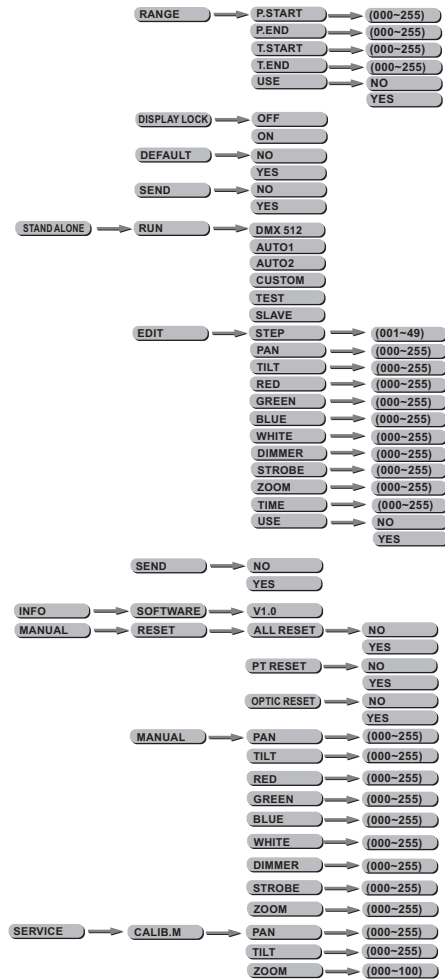 RANGE P.START (000~255)
P.END (000~255)
T.START (000~255)
T.END (000~255)
USE NO
YES
DISPLAY LOCK OFF
ON
DEFAULT NO
YES
SEND NO
YES
STAND ALONE RUN DMX 512
AUTO1
AUTO2
CUSTOM
TEST
SLAVE
EDIT STEP (001~49)
PAN (000~255)
TILT (000~255)
RED (000~255)
GREEN (000~255)
BLUE (000~255)
WHITE (000~255)
DIMMER (000~255)
STROBE (000~255)
ZOOM (000~255)
TIME (000~255)
USE NO
YES
SEND NO
YES
INFO SOFTWARE V1.0
MANUAL RESET ALL RESET NO
YES
PT RESET NO
YES
OPTIC RESET NO
YES
MANUAL PAN (000~255)
TILT (000~255)
RED (000~255)
GREEN (000~255)
BLUE (000~255)
WHITE (000~255)
DIMMER (000~255)
STROBE (000~255)
ZOOM (000~255)
SERVICE CALIB.M PAN (000~255)
TILT (000~255)
ZOOM (000~100)